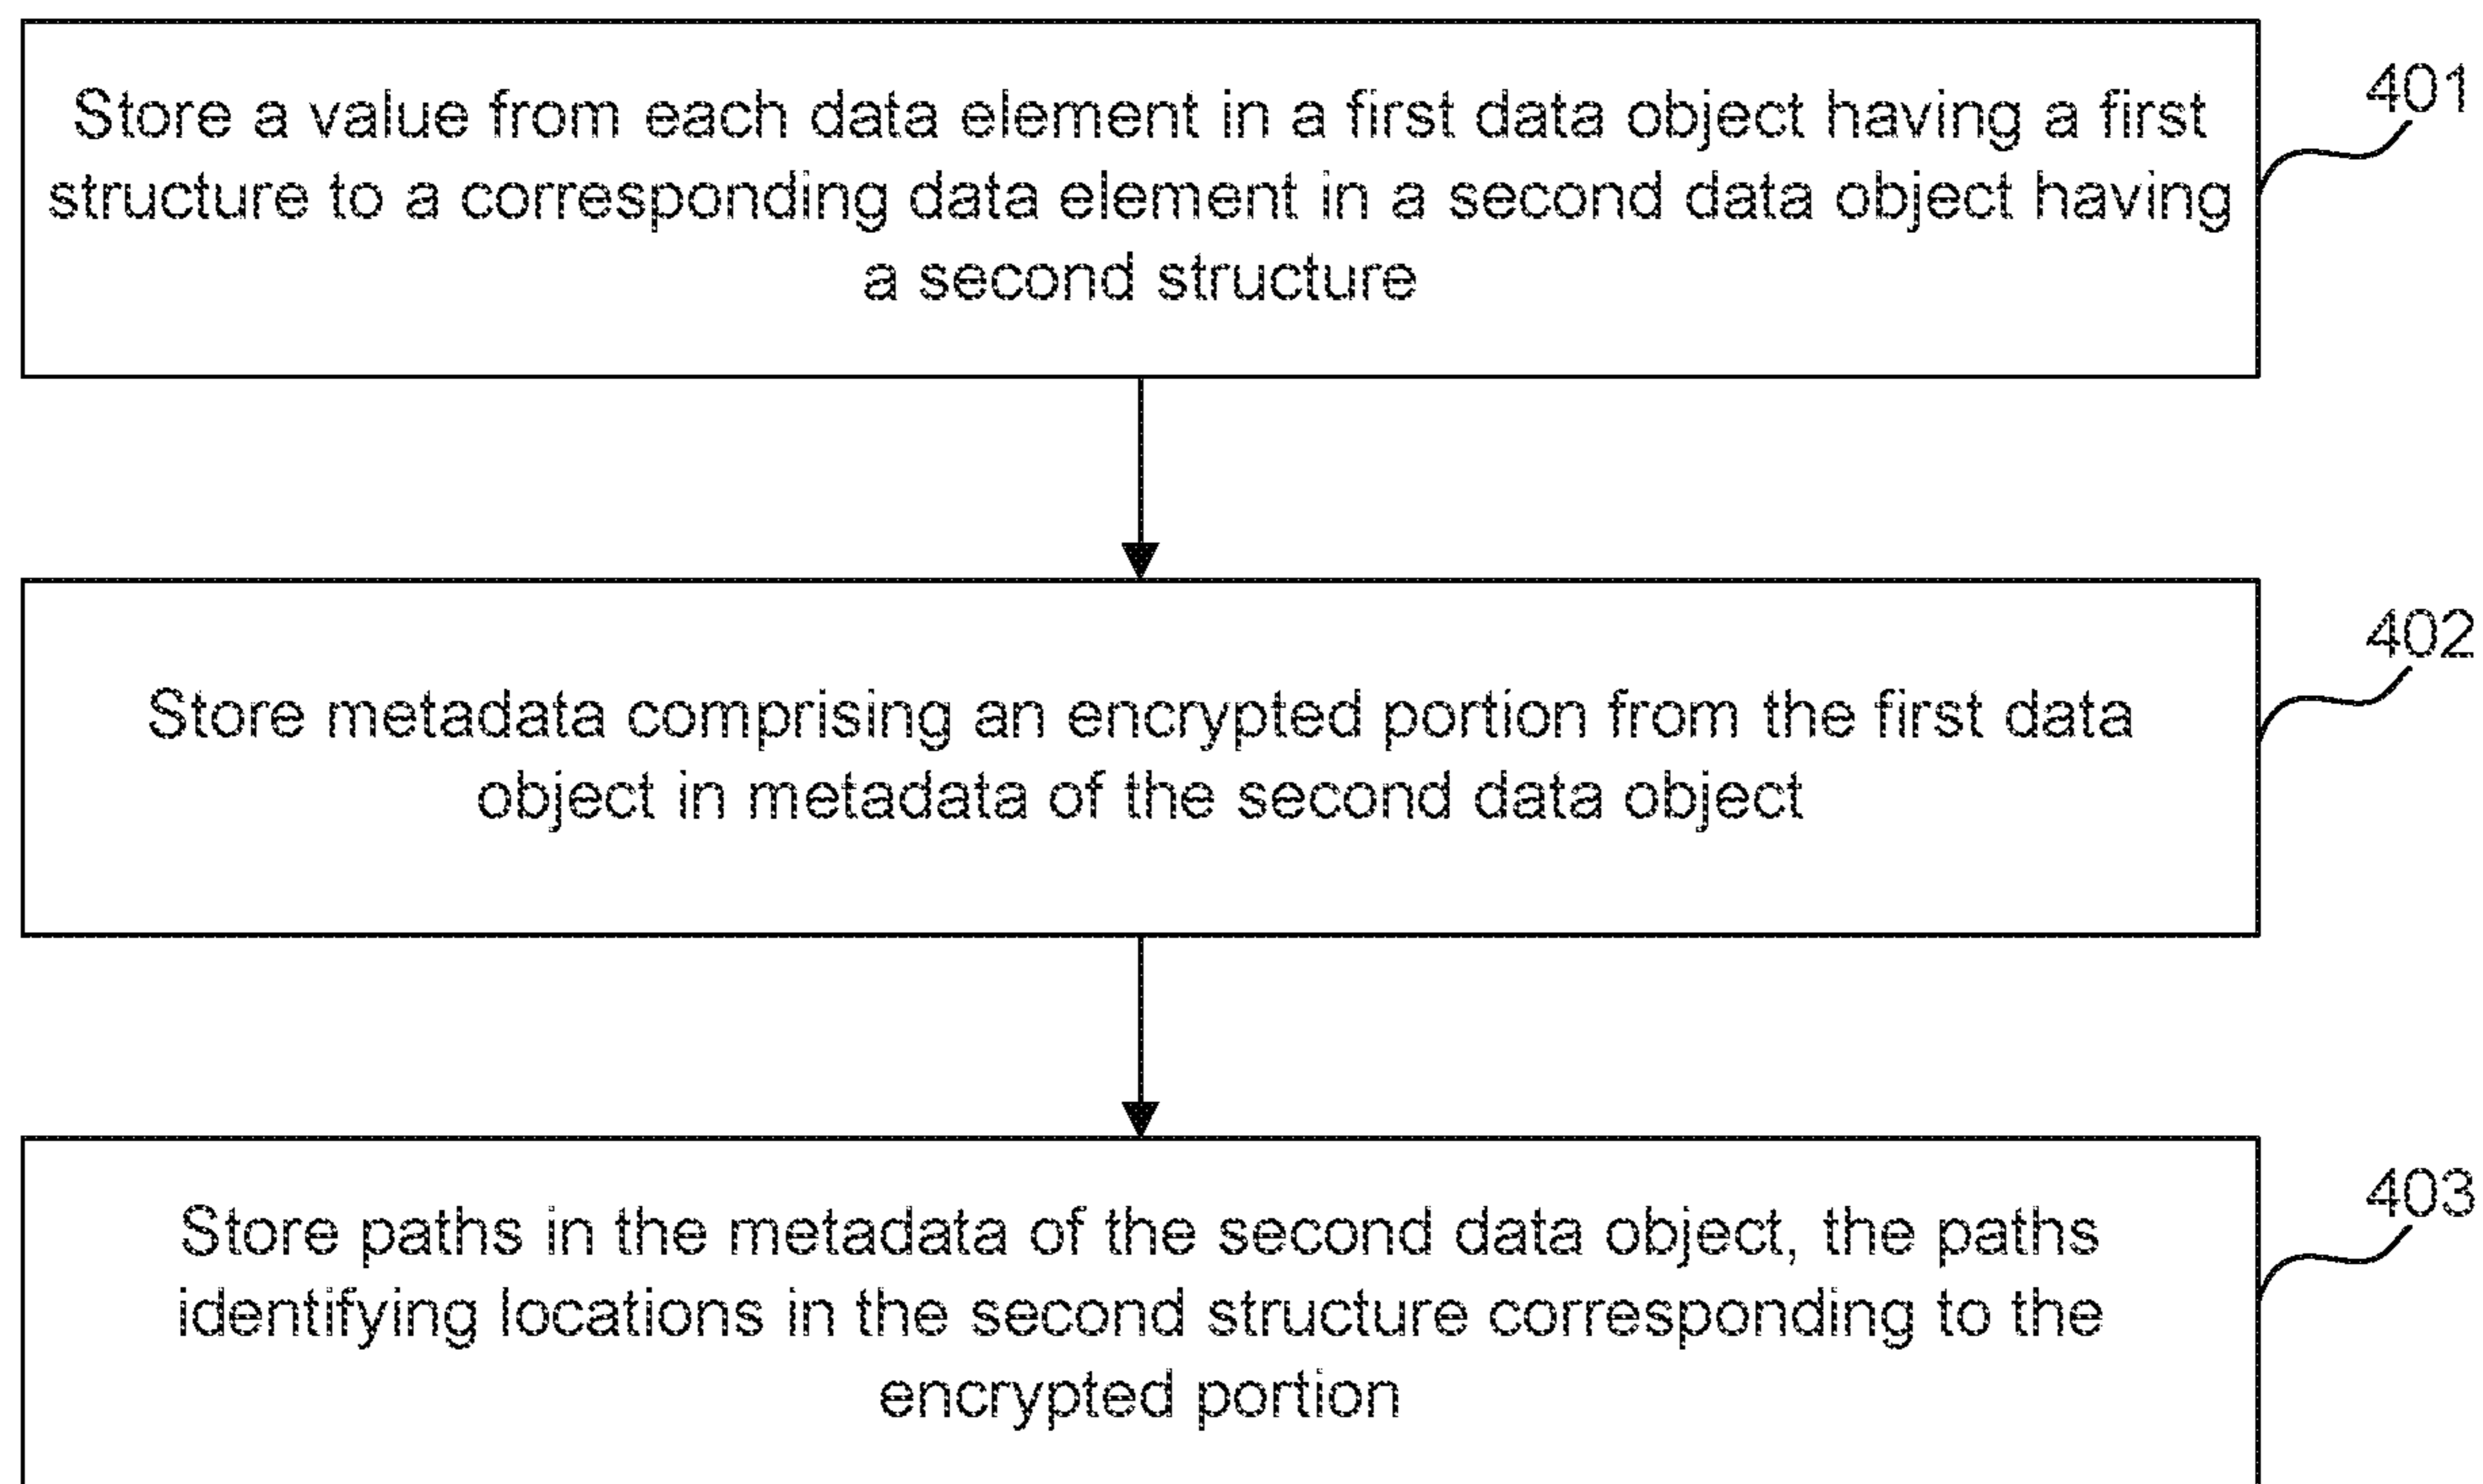 Store a value from each data element in a first data object having a first
structure to a corresponding data element in a second data object having
a second structure
401
Store metadata comprising an encrypted portion from the first data
object in metadata of the second data object
402
Store paths in the metadata of the second data object, the paths
identifying locations in the second structure corresponding to the
encrypted portion
403